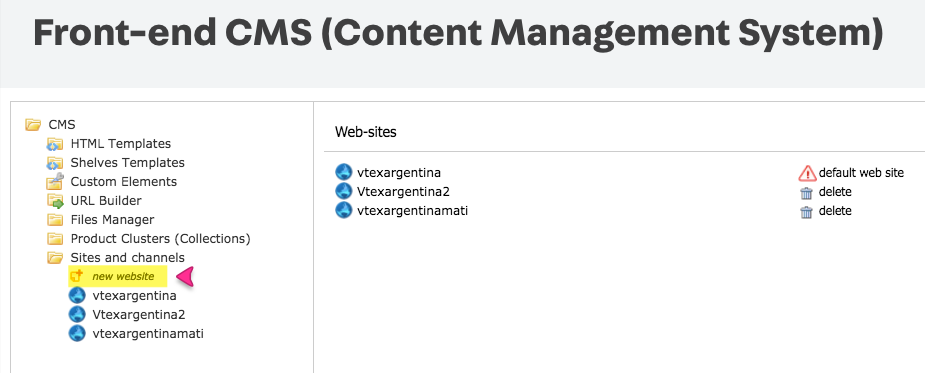 Front-end CMS (Content Management System)
CMS
HTML Templates
Shelves Templates
Custom Elements
URL Builder
Files Manager
Product Clusters (Collections)
Sites and channels
new website
vtexargentina
Vtexargentina2
vtexargentinamati
Web-sites
vtexargentina default web site
Vtexargentina2 delete
vtexargentinamati delete